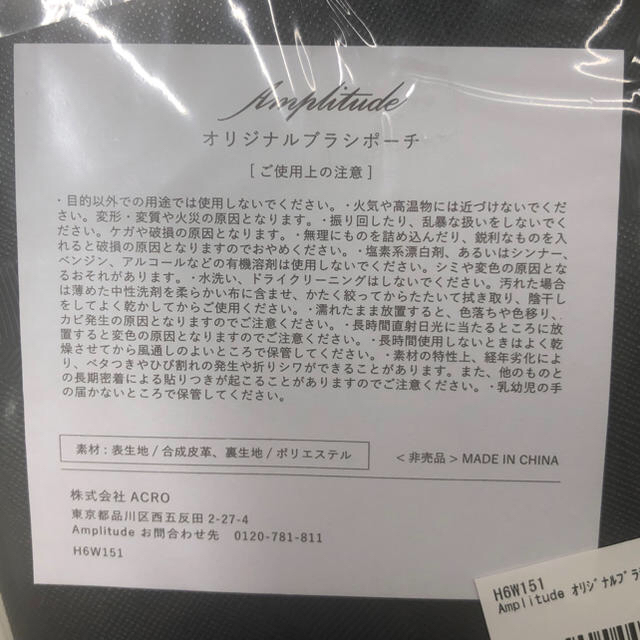 Amplitude
オリジナルブラシポーチ
[ ご使用上の注意 ]
・目的以外での用途では使用しないでください。・火気や高温物には近づけないでくだ
さい。変形・変質や火災の原因となります。・振り回したり、乱暴な扱いをしないでく
ださい。ケガや破損の原因となります。・無理にものを詰め込んだり、鋭利なものを入
れると破損の原因となりますのでおやめください。・塩素系漂白剤、あるいはシンナー、
ベンジン、アルコールなどの有機溶剤は使用しないでください。シミや変色の原因とな
るおそれがあります。・水洗い、ドライクリーニングはしないでください。汚れた場合
は薄めた中性洗剤を柔らかい布に含ませ、かたく絞ってからたたいて拭き取り、陰干し
をしてよく乾かしてからご使用ください。・濡れたまま放置すると、色落ちや色移り、
カビ発生の原因となりますのでご注意ください。・長時間直射日光に当たるところに放
置すると変色の原因となりますのでご注意ください。・長時間使用しないときはよく乾
燥させてから風通しのよいところで保管してください。・素材の特性上、経年劣化によ
り、ベタつきやひび割れの発生や折りシワができることがあります。また、他のものと
の長期密着による貼りつきが起こることがありますのでご注意ください。・乳幼児の手
の届かないところで保管してください。
素材：表生地 / 合成皮革、裏生地 / ポリエステル
＜非売品＞ MADE IN CHINA
株式会社 ACRO
東京都品川区西五反田 2-27-4
Amplitude お問合わせ先 0120-781-811
H6W151
H6W151
Amplitude オリジナルブラ